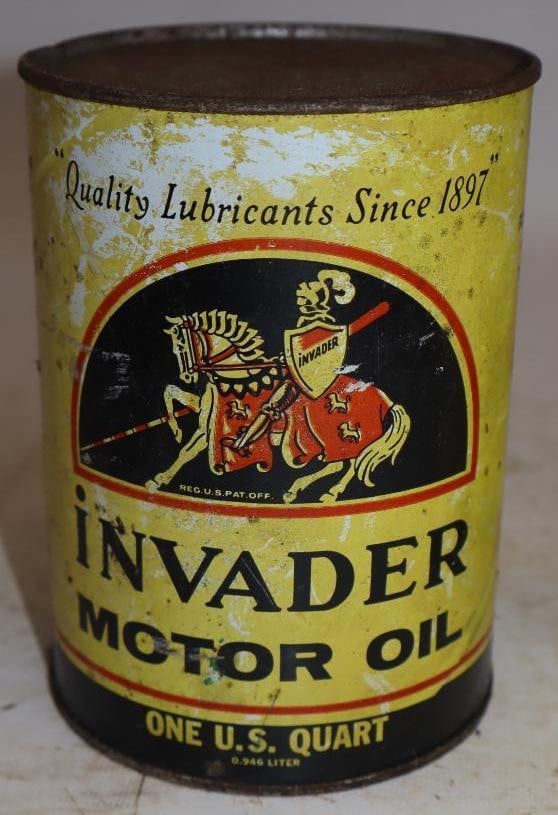 "Quality Lubricants Since 1897"
iNVADER
REG.U.S.PAT.OFF.
iNVADER
MOTOR OIL
ONE U.S. QUART
0.946 LITER